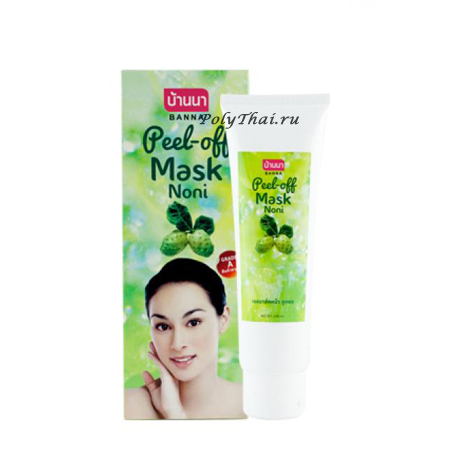 บ้านนา
BANNA
PolyThai.ru
Peel-off
Mask
Noni
GRADE
A
บ้านนา
BANNA
Peel-off
Mask
Noni